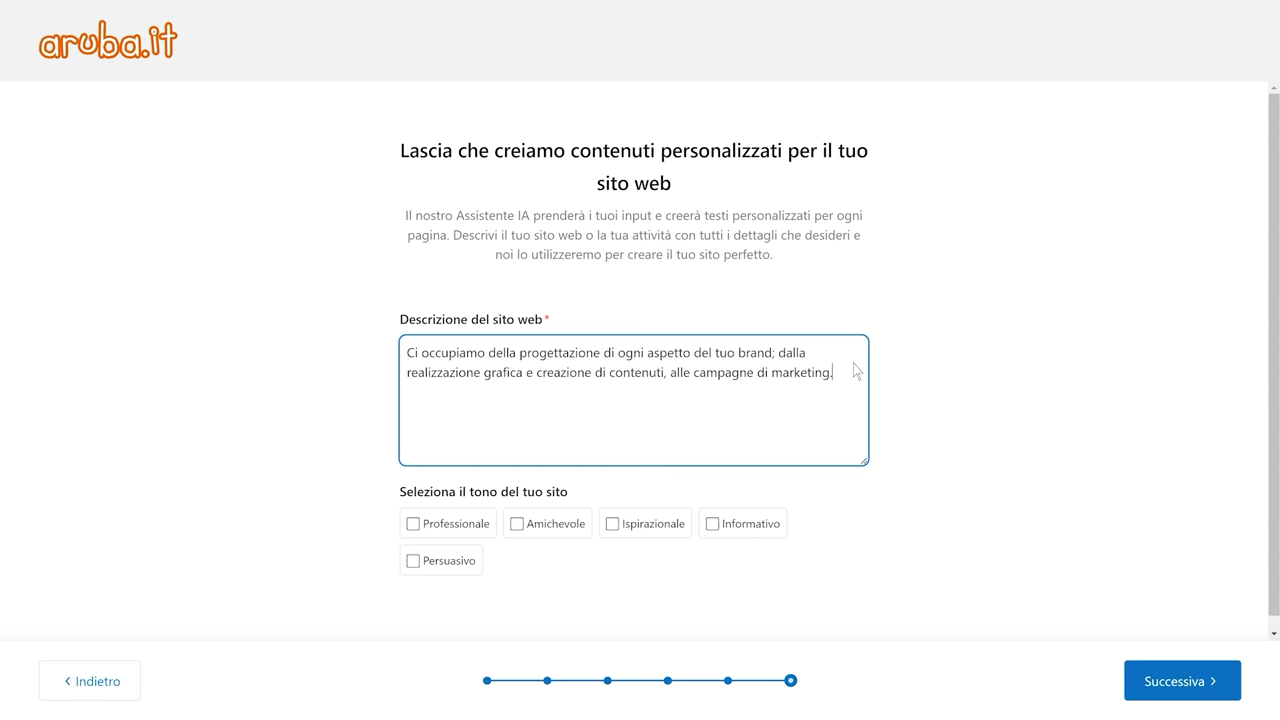 aruba.it
Lascia che creiamo contenuti personalizzati per il tuo
sito web
Il nostro Assistente IA prenderà i tuoi input e creerà testi personalizzati per ogni
pagina. Descrivi il tuo sito web o la tua attività con tutti i dettagli che desideri e
noi lo utilizzeremo per creare il tuo sito perfetto.
Descrizione del sito web*
Ci occupiamo della progettazione di ogni aspetto del tuo brand; dalla
realizzazione grafica e creazione di contenuti, alle campagne di marketing.
Seleziona il tono del tuo sito
Professionale Amichevole Ispirazionale Informativo
Persuasivo
Indietro Successiva